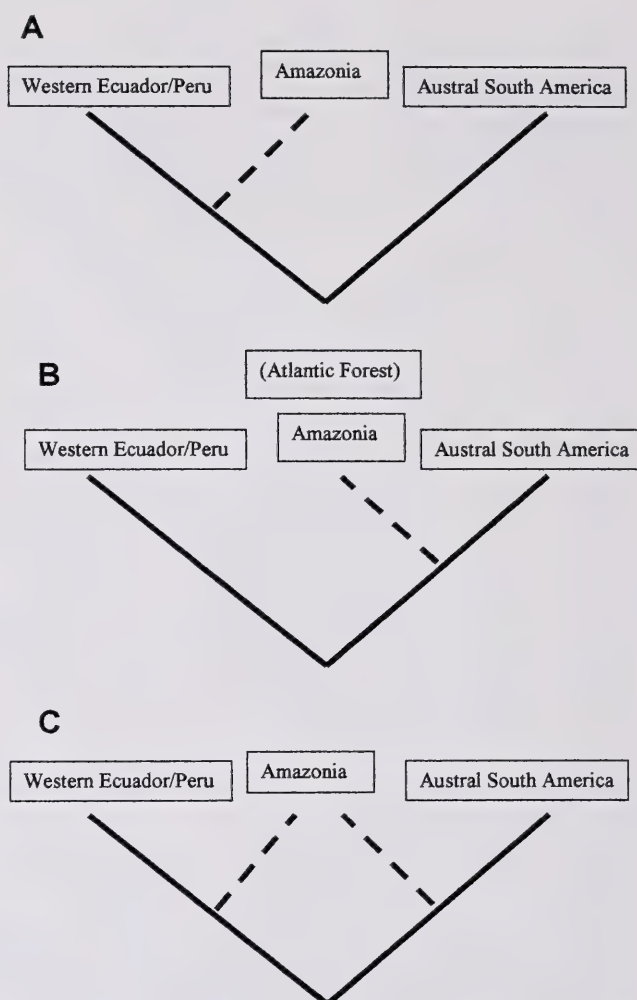 A
Western Ecuador/Peru
Amazonia
Austral South America
B
(Atlantic Forest)
Western Ecuador/Peru
Amazonia
Austral South America
C
Western Ecuador/Peru
Amazonia
Austral South America